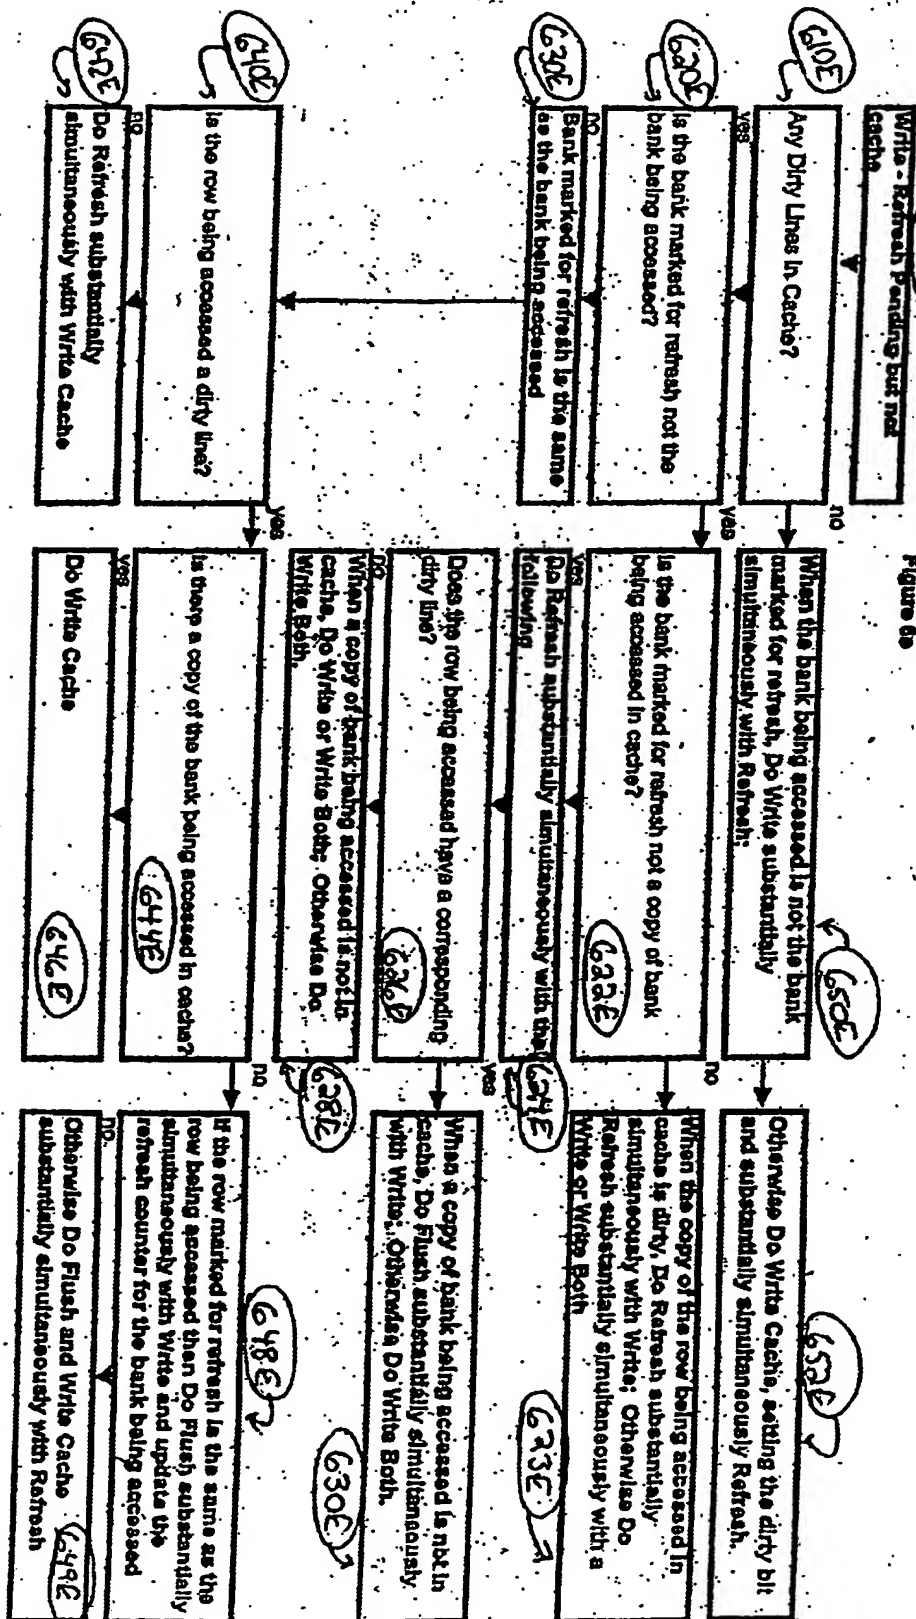 Figure 6e
Write - Refresh Pending but not
cache
610E
Any Dirty Lines in Cache?
yes
no
620E
Is the bank marked for refresh not the
bank being accessed?
no
yes
630E
Bank marked for refresh is the same
as the bank being accessed
640E
Is the row being accessed a dirty line?
no
yes
642E
Do Refresh substantially
simultaneously with Write Cache
When the bank being accessed is not the bank
marked for refresh, Do Write substantially
simultaneously with Refresh;
650E
Is the bank marked for refresh not a copy of bank
being accessed in cache?
622E
yes
no
Do Refresh substantially simultaneously with the
following
624E
Does the row being accessed have a corresponding
dirty line?
626E
no
yes
When a copy of bank being accessed is not in
cache, Do Write or Write Both; Otherwise Do
Write Both.
628E
Is there a copy of the bank being accessed in cache?
644E
yes
no
Do Write Cache
646E
Otherwise Do Write Cache, setting the dirty bit
and substantially simultaneously Refresh.
652E
When the copy of the row being accessed in
cache is dirty, Do Refresh substantially
simultaneously with Write; Otherwise Do
Refresh substantially simultaneously with a
Write or Write Both
623E
When a copy of bank being accessed is not in
cache, Do Flush substantially simultaneously
with Write; Otherwise Do Write Both.
630E
648E
If the row marked for refresh is the same as the
row being accessed then Do Flush substantially
simultaneously with Write and update the
refresh counter for the bank being accessed
no
Otherwise Do Flush and Write Cache
substantially simultaneously with Refresh
649E